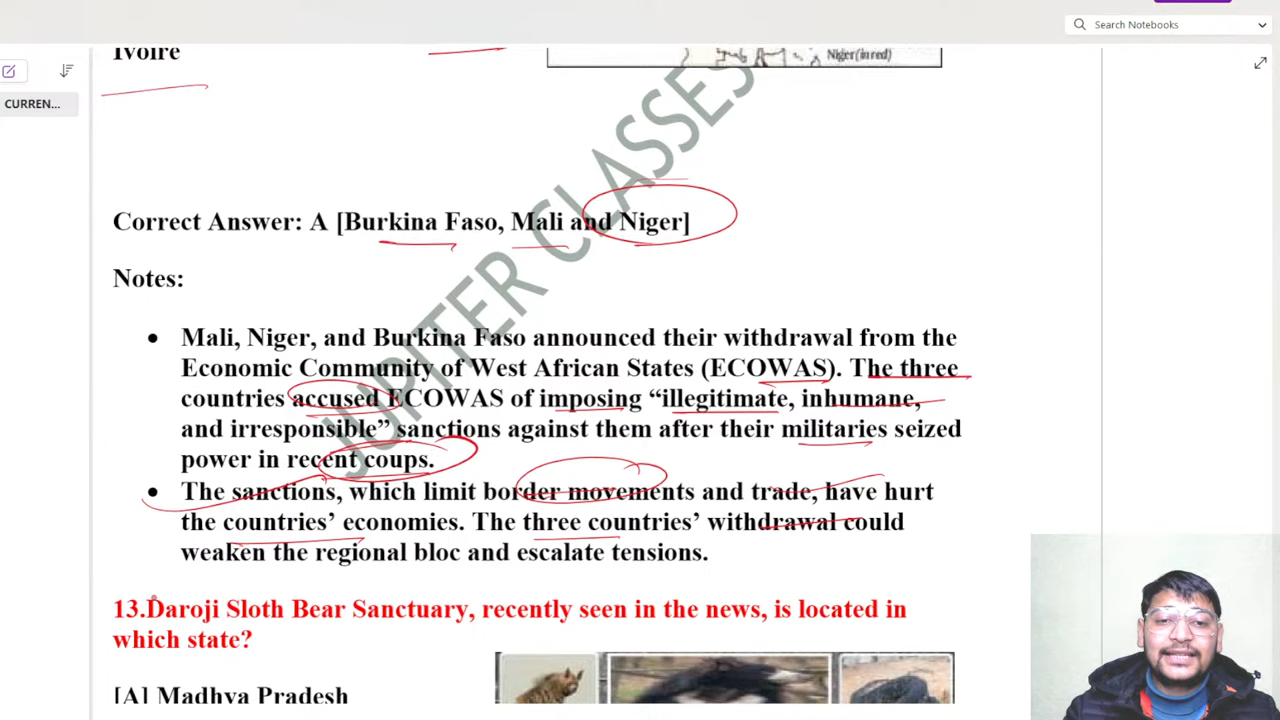 Search Notebooks
Ivoire
Niger(in red)
CURREN...
JUPITER CLASSES
Correct Answer: A [Burkina Faso, Mali and Niger]
Notes:
Mali, Niger, and Burkina Faso announced their withdrawal from the
Economic Community of West African States (ECOWAS). The three
countries accused ECOWAS of imposing “illegitimate, inhumane,
and irresponsible” sanctions against them after their militaries seized
power in recent coups.
The sanctions, which limit border movements and trade, have hurt
the countries’ economies. The three countries’ withdrawal could
weaken the regional bloc and escalate tensions.
13.Daroji Sloth Bear Sanctuary, recently seen in the news, is located in
which state?
[A] Madhya Pradesh